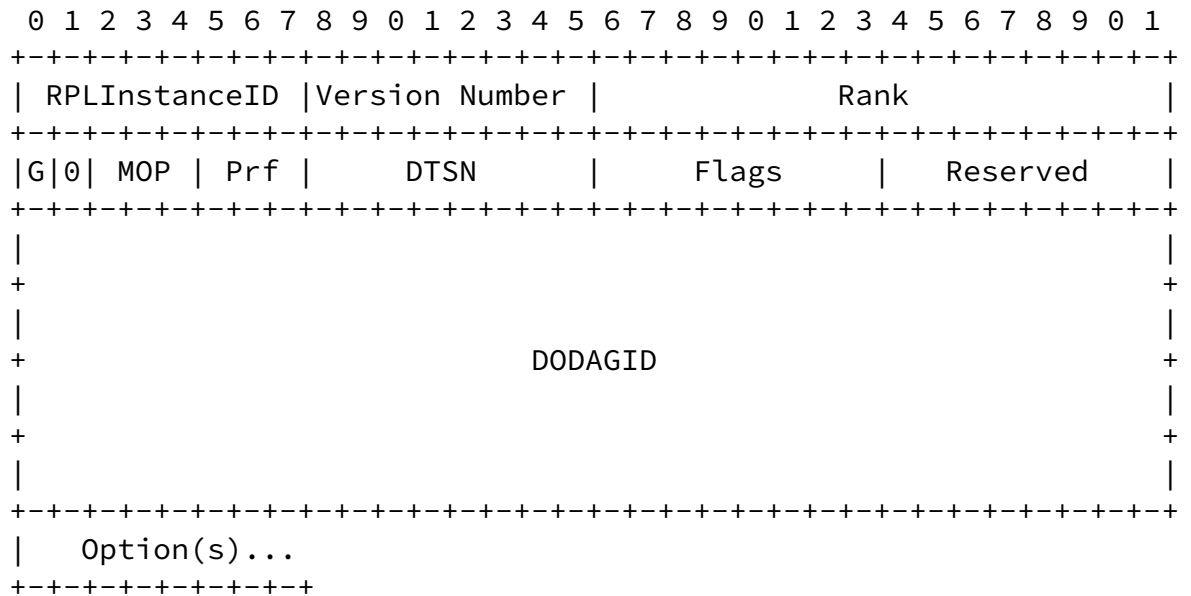 0 1 2 3 4 5 6 7 8 9 0 1 2 3 4 5 6 7 8 9 0 1 2 3 4 5 6 7 8 9 0 1
+-+-+-+-+-+-+-+-+-+-+-+-+-+-+-+-+-+-+-+-+-+-+-+-+-+-+-+-+-+-+-+-+
| RPLInstanceID |Version Number |             Rank              |
+-+-+-+-+-+-+-+-+-+-+-+-+-+-+-+-+-+-+-+-+-+-+-+-+-+-+-+-+-+-+-+-+
|G|0| MOP | Prf |     DTSN      |     Flags     |   Reserved    |
+-+-+-+-+-+-+-+-+-+-+-+-+-+-+-+-+-+-+-+-+-+-+-+-+-+-+-+-+-+-+-+-+
|                                                               |
+                                                               +
|                                                               |
+                            DODAGID                            +
|                                                               |
+                                                               +
|                                                               |
+-+-+-+-+-+-+-+-+-+-+-+-+-+-+-+-+-+-+-+-+-+-+-+-+-+-+-+-+-+-+-+-+
|   Option(s)...
+-+-+-+-+-+-+-+-+